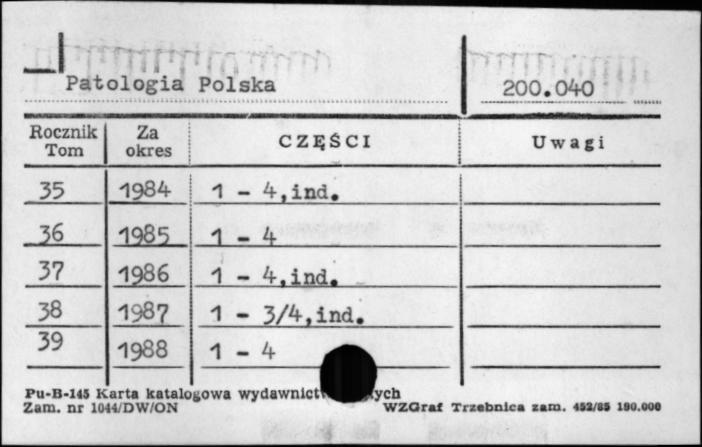 Patologia Polska 200.040
Rocznik Tom Za okres CZĘŚCI Uwagi
35 1984 1 - 4,ind.
36 1985 1 - 4
37 1986 1 - 4,ind.
38 1987 1 - 3/4,ind.
39 1988 1 - 4
Pu-B-145 Karta katalogowa
Zam. nr 1044/DW/ON WZGraf Trzebnica zam. 452/85 190.000